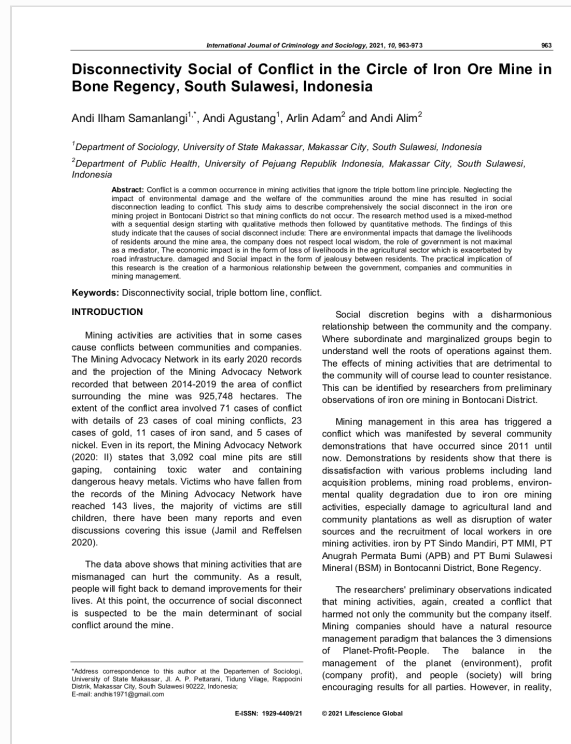 International Journal of Criminology and Sociology, 2021, 10, 963-973
963
Disconnectivity Social of Conflict in the Circle of Iron Ore Mine in
Bone Regency, South Sulawesi, Indonesia
Andi Ilham Samanlangi1,*, Andi Agustang1, Arlin Adam2 and Andi Alim2
1Department of Sociology, University of State Makassar, Makassar City, South Sulawesi, Indonesia
2Department of Public Health, University of Pejuang Republik Indonesia, Makassar City, South Sulawesi,
Indonesia
Abstract: Conflict is a common occurrence in mining activities that ignore the triple bottom line principle. Neglecting the
impact of environmental damage and the welfare of the communities around the mine has resulted in social
disconnection leading to conflict. This study aims to describe comprehensively the social disconnect in the iron ore
mining project in Bontocani District so that mining conflicts do not occur. The research method used is a mixed-method
with a sequential design starting with qualitative methods then followed by quantitative methods. The findings of this
study indicate that the causes of social disconnect include: There are environmental impacts that damage the livelihoods
of residents around the mine area, the company does not respect local wisdom, the role of government is not maximal
as a mediator, The economic impact is in the form of loss of livelihoods in the agricultural sector which is exacerbated by
road infrastructure. damaged and Social impact in the form of jealousy between residents. The practical implication of
this research is the creation of a harmonious relationship between the government, companies and communities in
mining management.
Keywords: Disconnectivity social, triple bottom line, conflict.
INTRODUCTION
Mining activities are activities that in some cases
cause conflicts between communities and companies.
The Mining Advocacy Network in its early 2020 records
and the projection of the Mining Advocacy Network
recorded that between 2014-2019 the area of conflict
surrounding the mine was 925,748 hectares. The
extent of the conflict area involved 71 cases of conflict
with details of 23 cases of coal mining conflicts, 23
cases of gold, 11 cases of iron sand, and 5 cases of
nickel. Even in its report, the Mining Advocacy Network
(2020: II) states that 3,092 coal mine pits are still
gaping, containing toxic water and containing
dangerous heavy metals. Victims who have fallen from
the records of the Mining Advocacy Network have
reached 143 lives, the majority of victims are still
children, there have been many reports and even
discussions covering this issue (Jamil and Reffelsen
2020).
The data above shows that mining activities that are
mismanaged can hurt the community. As a result,
people will fight back to demand improvements for their
lives. At this point, the occurrence of social disconnect
is suspected to be the main determinant of social
conflict around the mine.
*Address correspondence to this author at the Departemen of Sociologi,
University of State Makassar, Jl. A. P. Pettarani, Tidung Vilage, Rappocini
Distrik, Makassar City, South Sulawesi 90222, Indonesia;
E-mail: andhis1971@gmail.com
Social discretion begins with a disharmonious
relationship between the community and the company.
Where subordinate and marginalized groups begin to
understand well the roots of operations against them.
The effects of mining activities that are detrimental to
the community will of course lead to counter resistance.
This can be identified by researchers from preliminary
observations of iron ore mining in Bontocani District.
Mining management in this area has triggered a
conflict which was manifested by several community
demonstrations that have occurred since 2011 until
now. Demonstrations by residents show that there is
dissatisfaction with various problems including land
acquisition problems, mining road problems, environ-
mental quality degradation due to iron ore mining
activities, especially damage to agricultural land and
community plantations as well as disruption of water
sources and the recruitment of local workers in ore
mining activities. iron by PT Sindo Mandiri, PT MMI, PT
Anugrah Permata Bumi (APB) and PT Bumi Sulawesi
Mineral (BSM) in Bontocanni District, Bone Regency.
The researchers' preliminary observations indicated
that mining activities, again, created a conflict that
harmed not only the community but the company itself.
Mining companies should have a natural resource
management paradigm that balances the 3 dimensions
of Planet-Profit-People. The balance in the
management of the planet (environment), profit
(company profit), and people (society) will bring
encouraging results for all parties. However, in reality,
E-ISSN: 1929-4409/21
© 2021 Lifescience Global